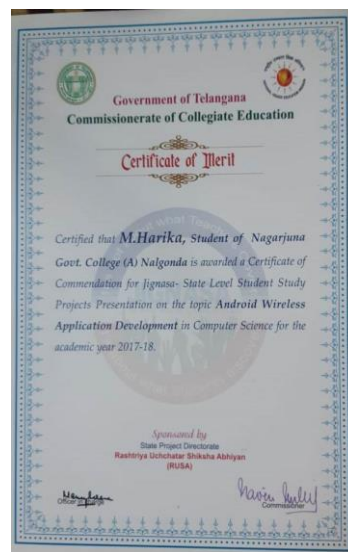 Government of Telangana
Commissionerate of Collegiate Education
Certificate of Merit
Certified that M.Harika, Student of Nagarjuna
Govt. College (A) Nalgonda is awarded a Certificate of
Commendation for Jignasa- State Level Student Study
Projects Presentation on the topic Android Wireless
Application Development in Computer Science for the
academic year 2017-18.
Sponsored by
State Project Directorate
Rashtriya Uchchatar Shiksha Abhiyan
(RUSA)
Officer
Commissioner